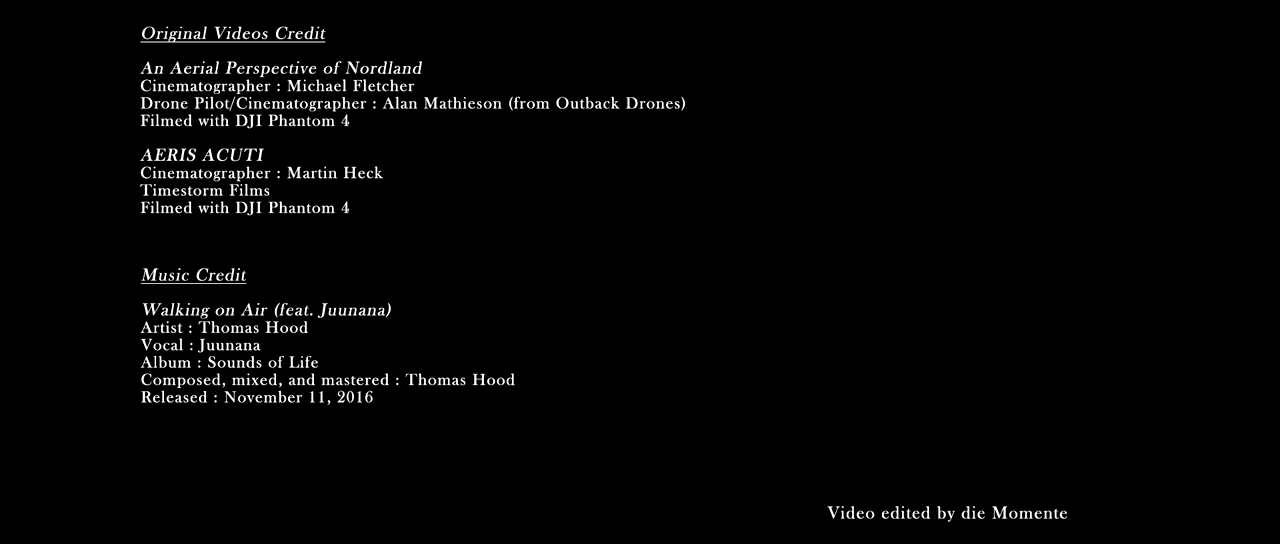 Original Videos Credit
An Aerial Perspective of Nordland
Cinematographer : Michael Fletcher
Drone Pilot/Cinematographer : Alan Mathieson (from Outback Drones)
Filmed with DJI Phantom 4
AERIS ACUTI
Cinematographer : Martin Heck
Timestorm Films
Filmed with DJI Phantom 4
Music Credit
Walking on Air (feat. Juunana)
Artist : Thomas Hood
Vocal : Juunana
Album : Sounds of Life
Composed, mixed, and mastered : Thomas Hood
Released : November 11, 2016
Video edited by die Momente